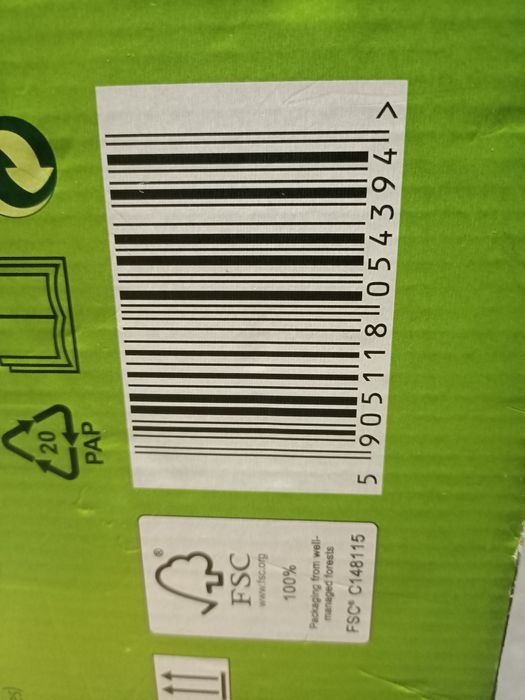 5 905118 054394 >
20
PAP
®
FSC
www.fsc.org
100%
Packaging from well-
managed forests
FSC® C148115